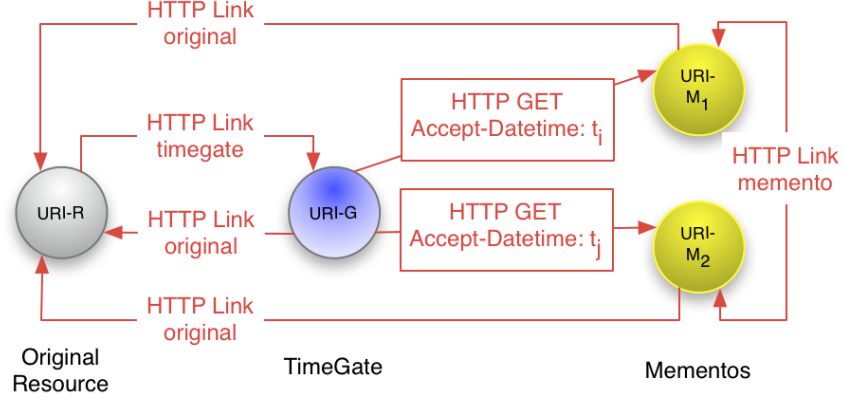 HTTP Link
original
HTTP Link
timegate
HTTP GET
Accept-Datetime: ti
URI-
M1
HTTP Link
memento
URI-R
URI-G
HTTP Link
original
HTTP GET
Accept-Datetime: tj
URI-
M2
HTTP Link
original
Original
Resource
TimeGate
Mementos